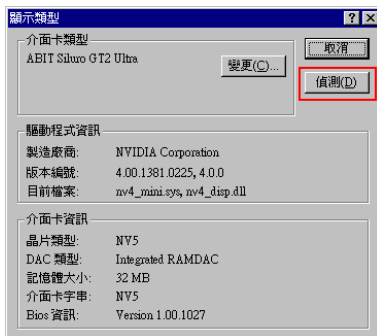 顯示類型
介面卡類型
ABIT Siluro GT2 Ultra
變更(C)...
取消
偵測(D)
驅動程式資訊
製造廠商: NVIDIA Corporation
版本編號: 4.00.1381.0225, 4.0.0
目前檔案: nv4_mini.sys, nv4_disp.dll
介面卡資訊
晶片類型: NV5
DAC 類型: Integrated RAMDAC
記憶體大小: 32 MB
介面卡字串: NV5
Bios 資訊: Version 1.00.1027